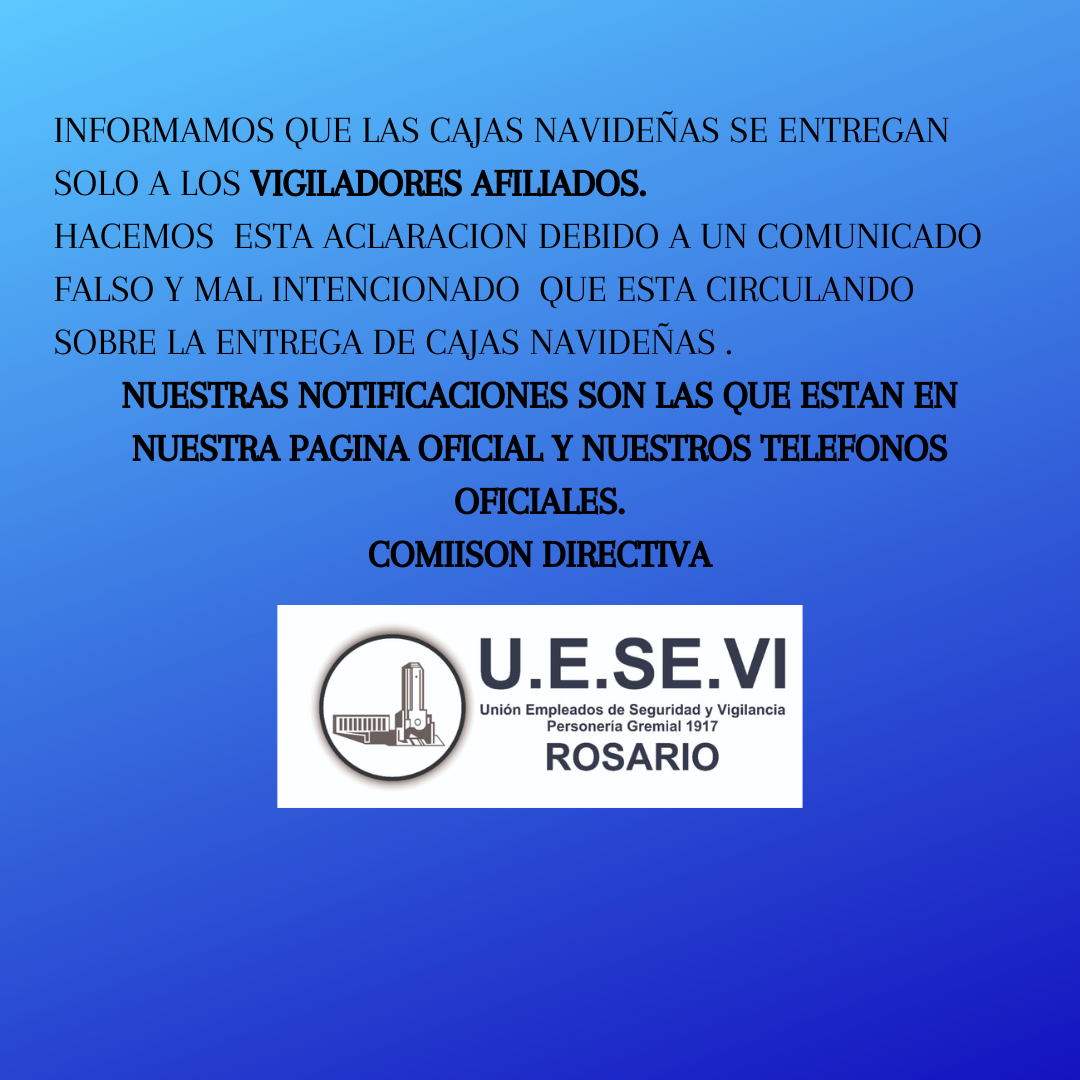 INFORMAMOS QUE LAS CAJAS NAVIDEÑAS SE ENTREGAN
SOLO A LOS VIGILADORES AFILIADOS.
HACEMOS  ESTA ACLARACION DEBIDO A UN COMUNICADO
FALSO Y MAL INTENCIONADO  QUE ESTA CIRCULANDO
SOBRE LA ENTREGA DE CAJAS NAVIDEÑAS .
NUESTRAS NOTIFICACIONES SON LAS QUE ESTAN EN
NUESTRA PAGINA OFICIAL Y NUESTROS TELEFONOS
OFICIALES.
COMIISON DIRECTIVA
U.E.SE.VI
Unión Empleados de Seguridad y Vigilancia
Personería Gremial 1917
ROSARIO